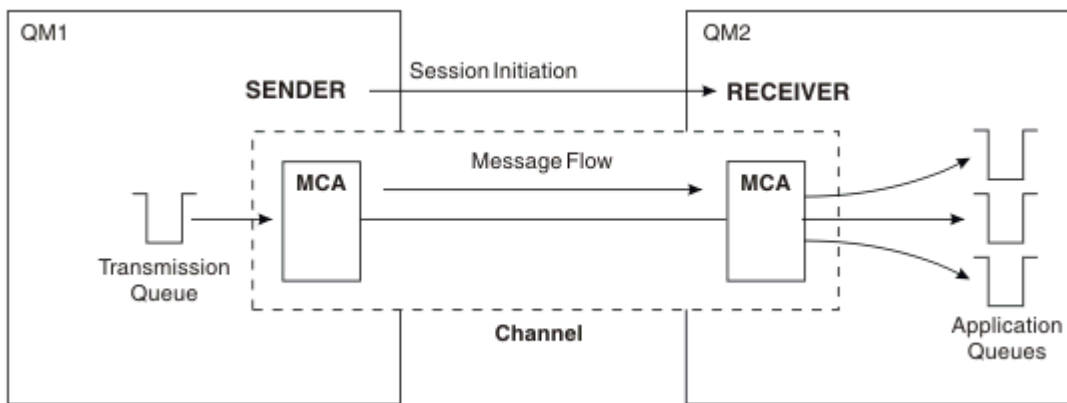 QM1
QM2
Session Initiation
SENDER
RECEIVER
Message Flow
MCA
MCA
Transmission
Queue
Channel
Application
Queues